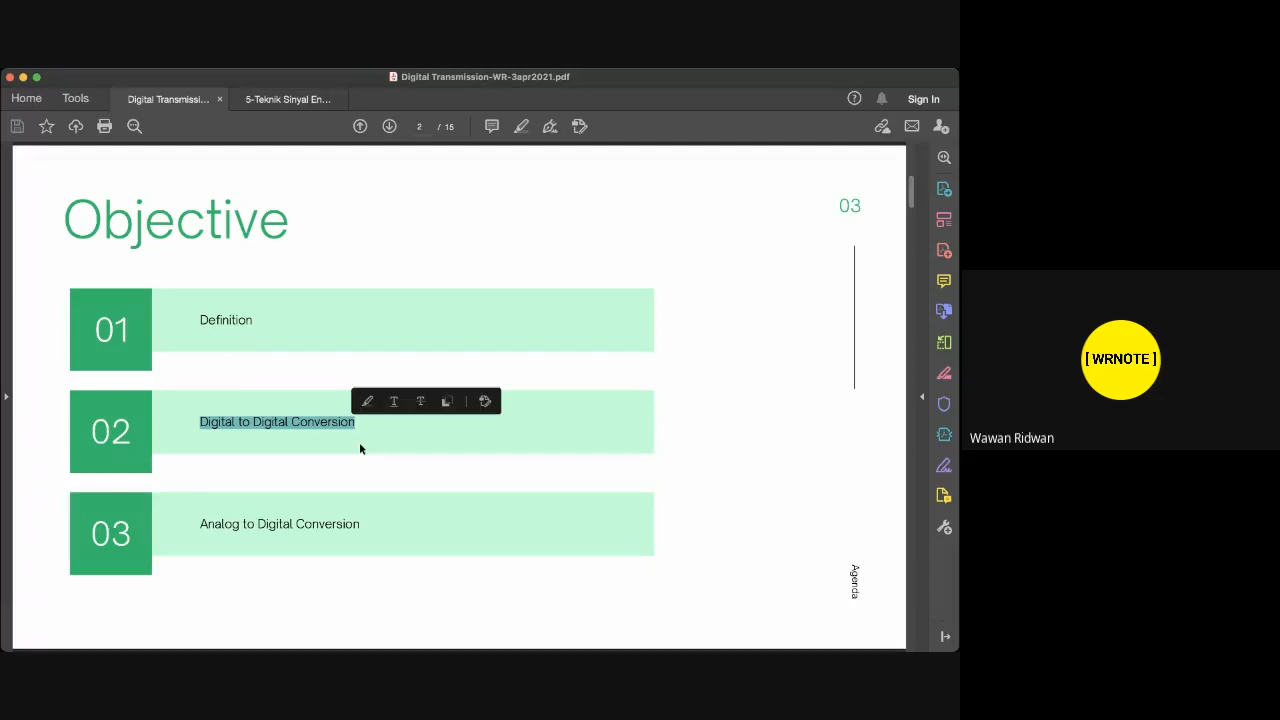 Digital Transmission-WR-3apr2021.pdf
Home Tools Digital Transmissi... × 5-Teknik Sinyal En... Sign In
2 / 15
Objective
03
01 Definition
02 Digital to Digital Conversion
03 Analog to Digital Conversion
Agenda
[ WRNOTE ]
Wawan Ridwan